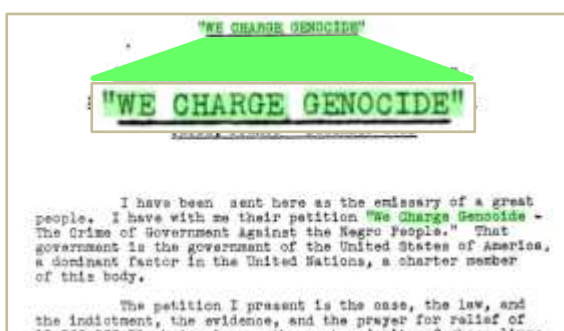 "WE CHARGE GENOCIDE"
"WE CHARGE GENOCIDE"
I have been sent here as the emissary of a great
people. I have with me their petition "We Charge Genocide -
The Crime of Government Against the Negro People." That
government is the government of the United States of America,
a dominant factor in the United Nations, a charter member
of this body.
The petition I present is the case, the law, and
the indictment, the evidence, and the prayer for relief of